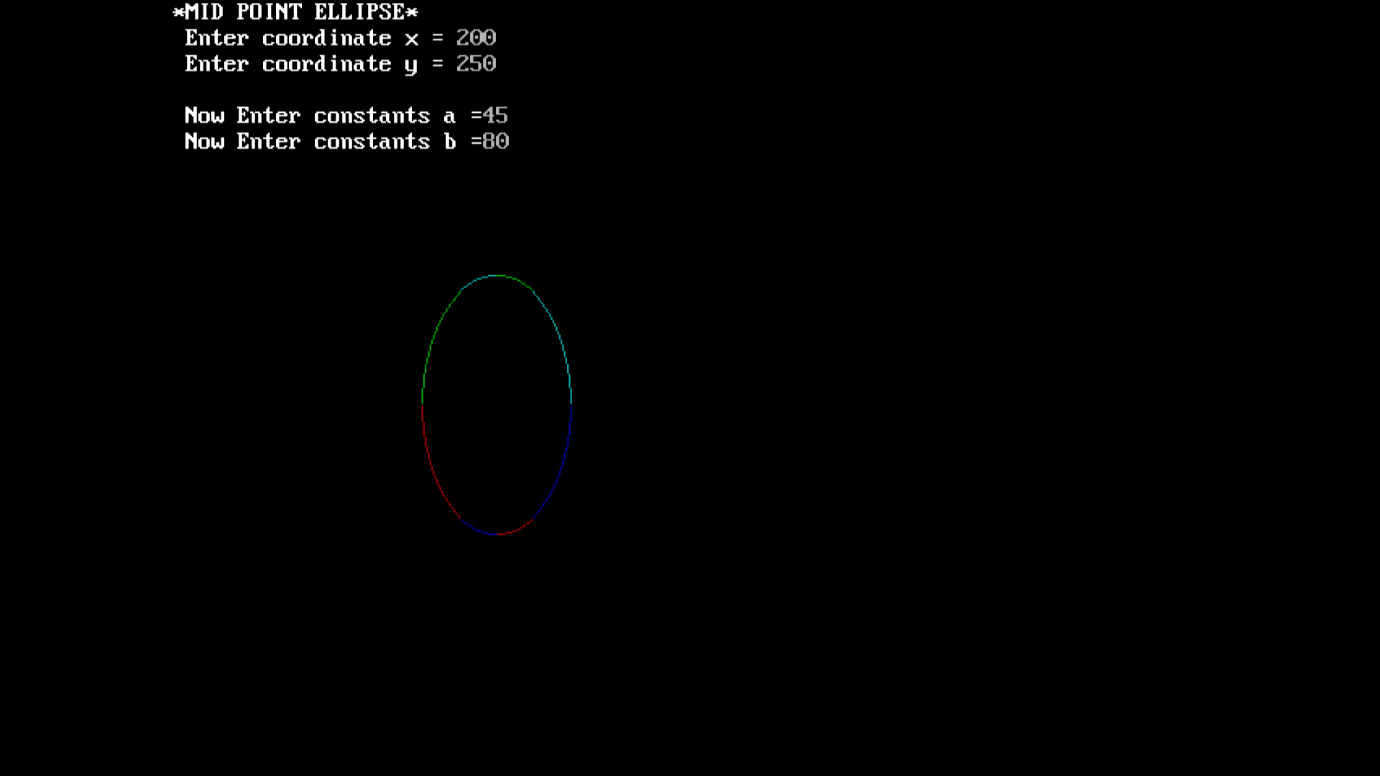 *MID POINT ELLIPSE*
Enter coordinate x = 200
Enter coordinate y = 250
Now Enter constants a =45
Now Enter constants b =80